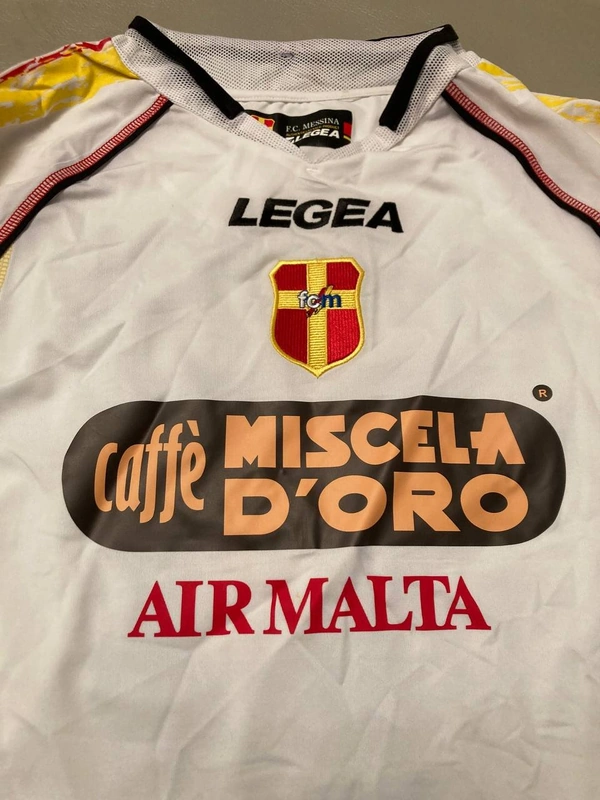 F.C. MESSINA
LEGEA
LEGEA
fcm
®
caffè MISCELA
D'ORO
AIR MALTA